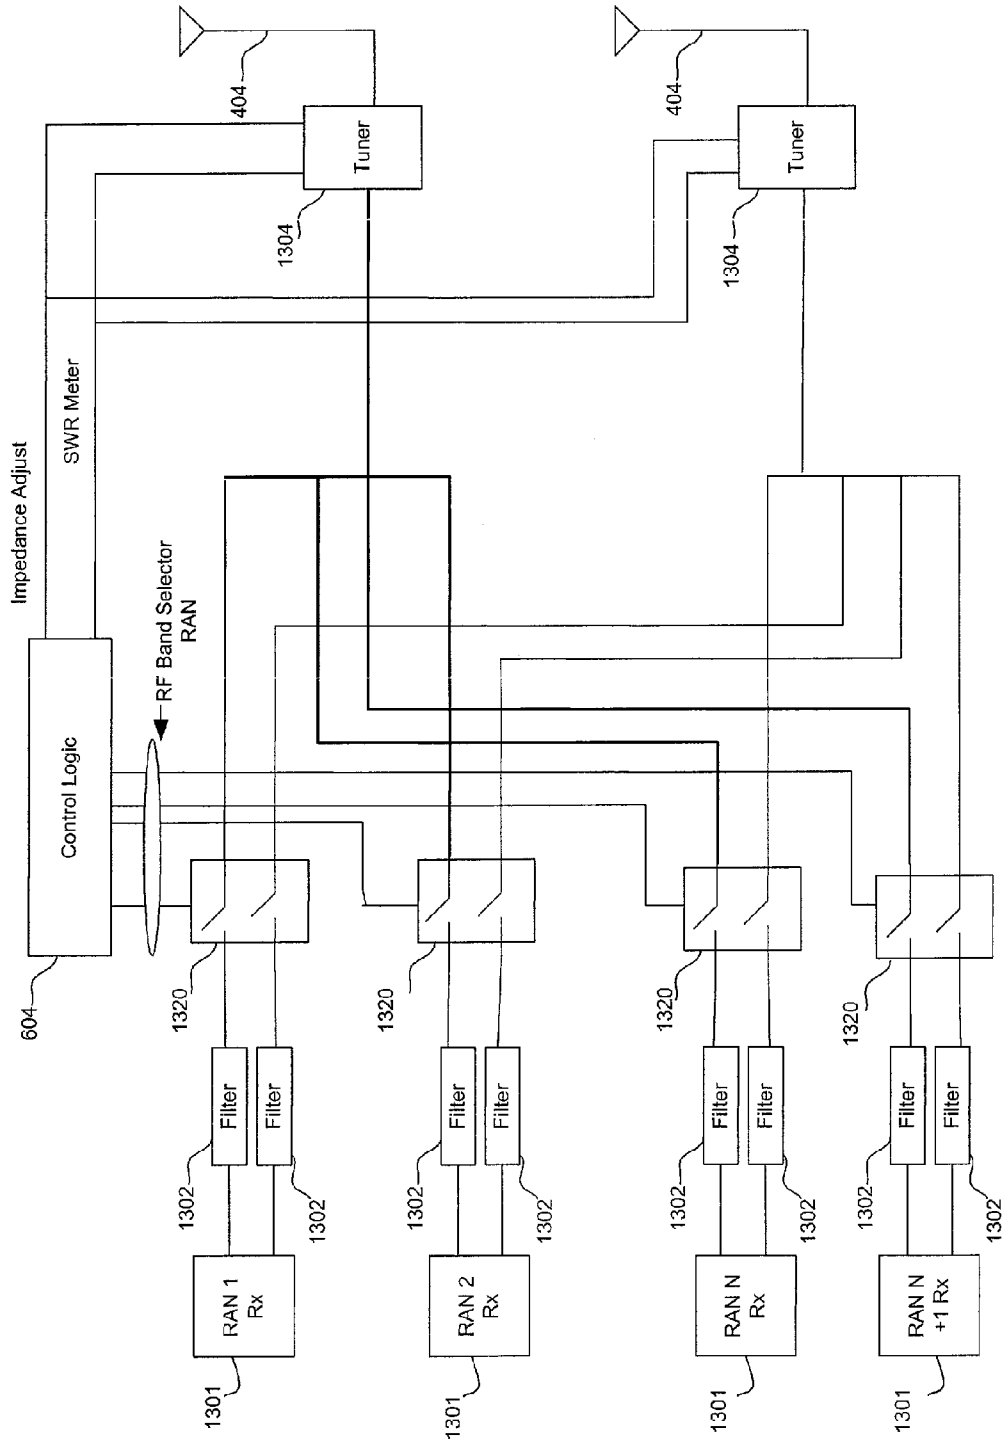 404
404
Tuner
Tuner
1304
1304
Impedance Adjust
SWR Meter
RF Band Selector
RAN
Control Logic
604
1320
1320
1320
1320
Filter
Filter
Filter
Filter
Filter
Filter
Filter
Filter
1302
1302
1302
1302
1302
1302
1302
1302
RAN 1
Rx
RAN 2
Rx
RAN N
Rx
RAN N
+1 Rx
1301
1301
1301
1301